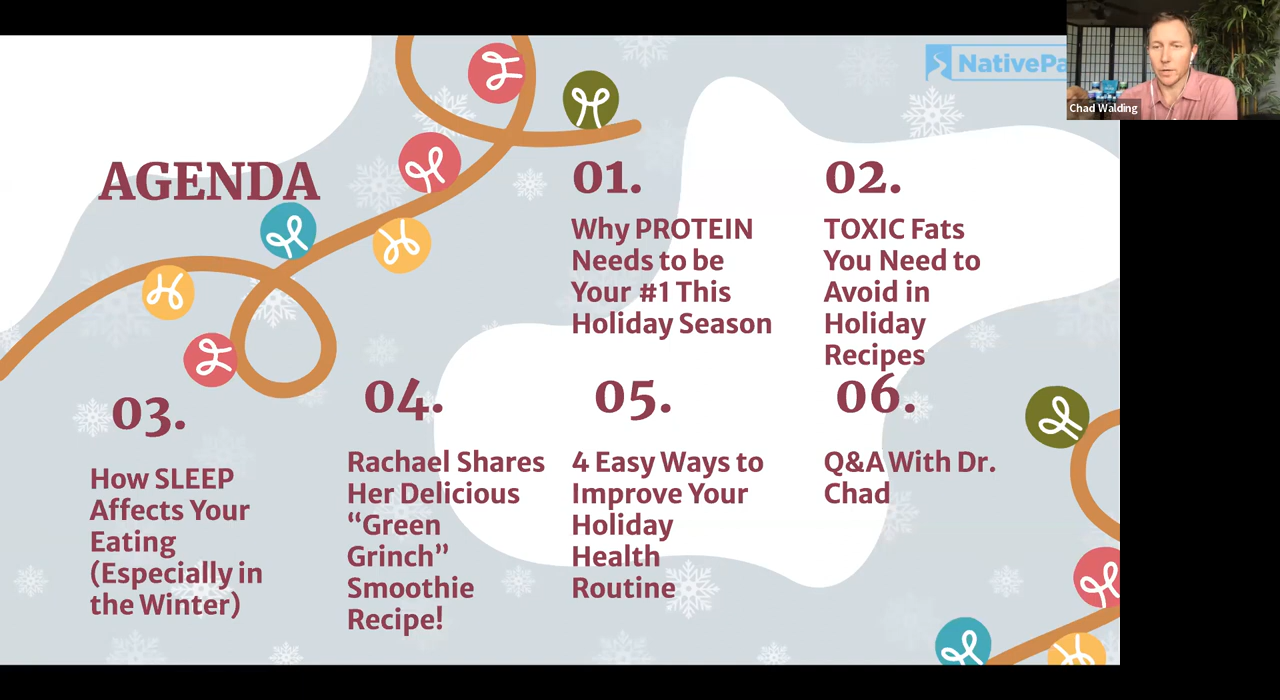 NativePa
Chad Walding
AGENDA
01.
Why PROTEIN
Needs to be
Your #1 This
Holiday Season
02.
TOXIC Fats
You Need to
Avoid in
Holiday
Recipes
03.
How SLEEP
Affects Your
Eating
(Especially in
the Winter)
04.
Rachael Shares
Her Delicious
“Green
Grinch”
Smoothie
Recipe!
05.
4 Easy Ways to
Improve Your
Holiday
Health
Routine
06.
Q&A With Dr.
Chad